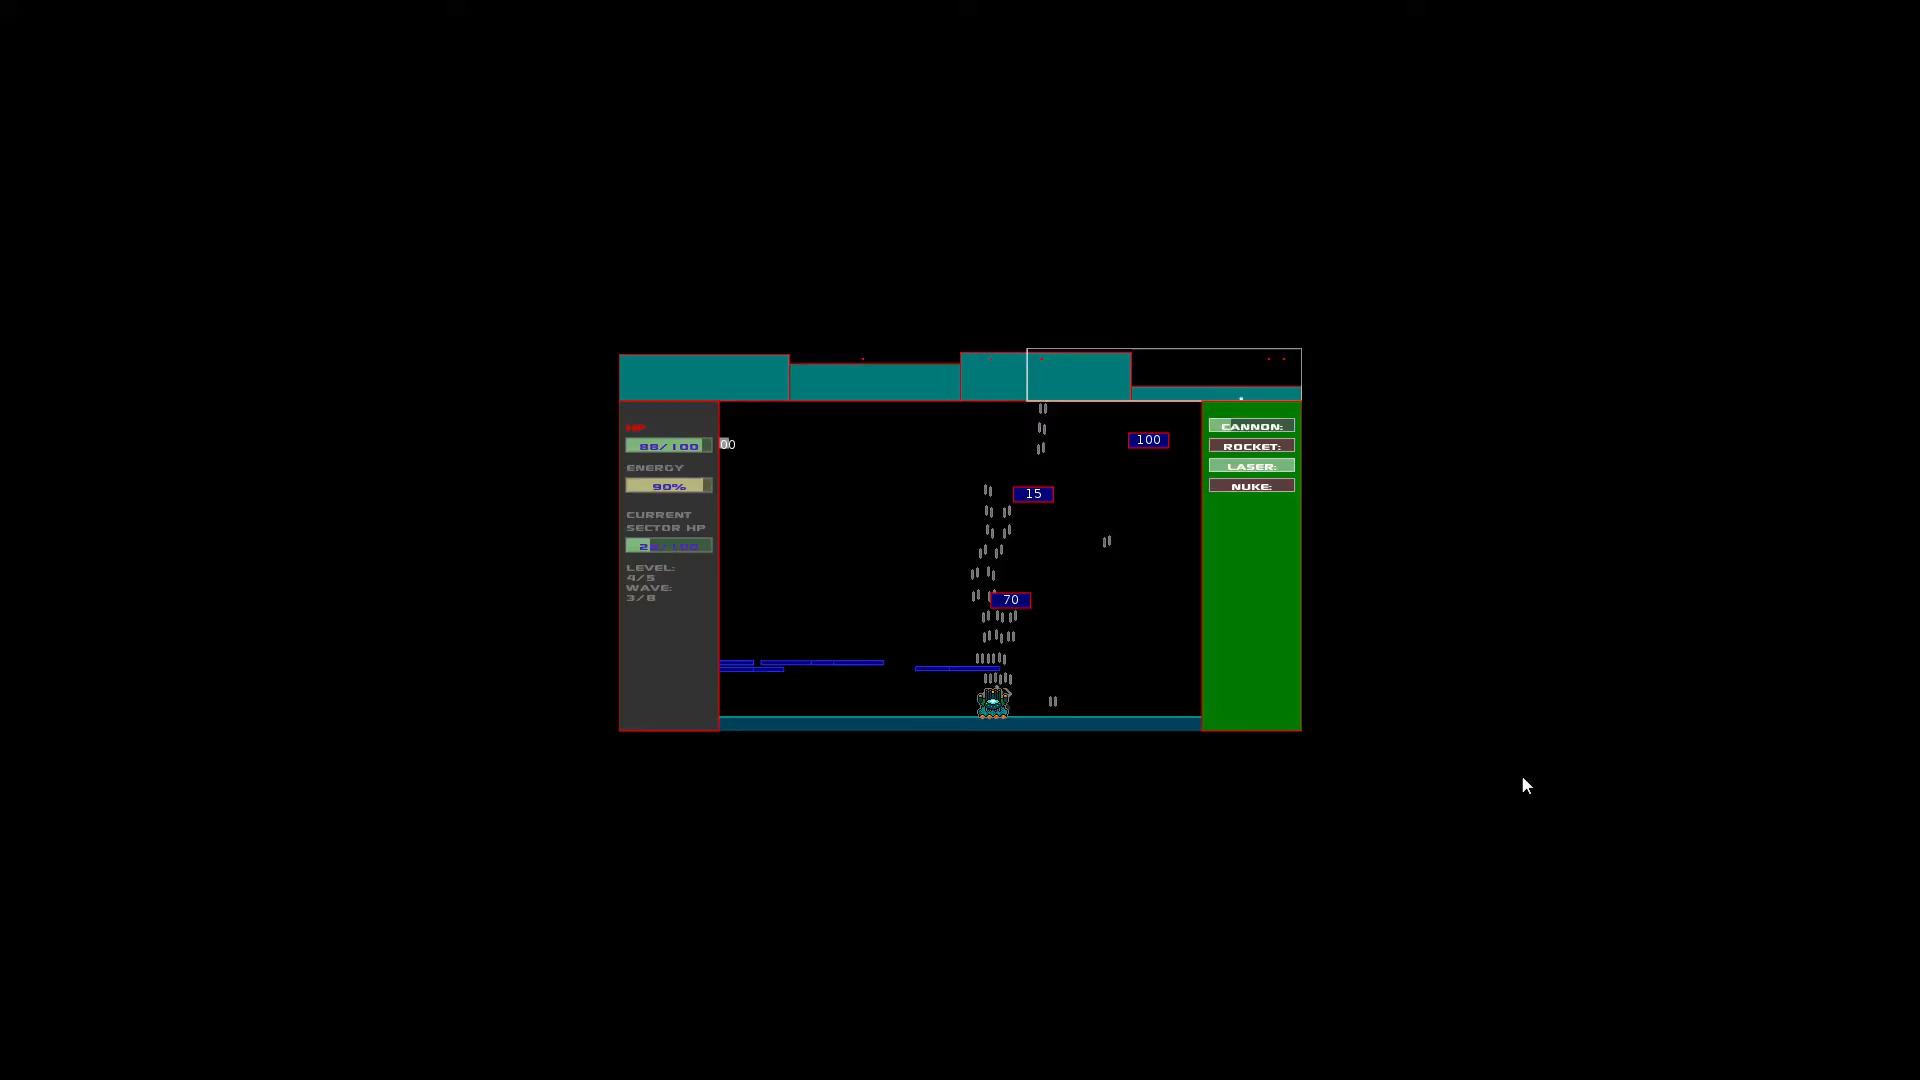 HP
88/100
ENERGY
90%
CURRENT
SECTOR HP
LEVEL:
4/5
WAVE:
3/8
00
100
15
70
CANNON:
ROCKET:
LASER:
NUKE: